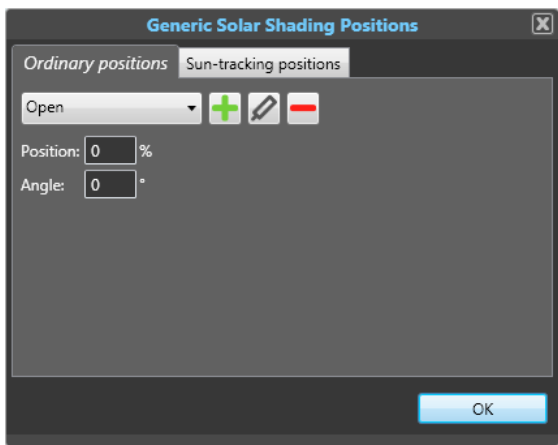 Generic Solar Shading Positions
Ordinary positions Sun-tracking positions
Open
Position: 0 %
Angle: 0 °
OK